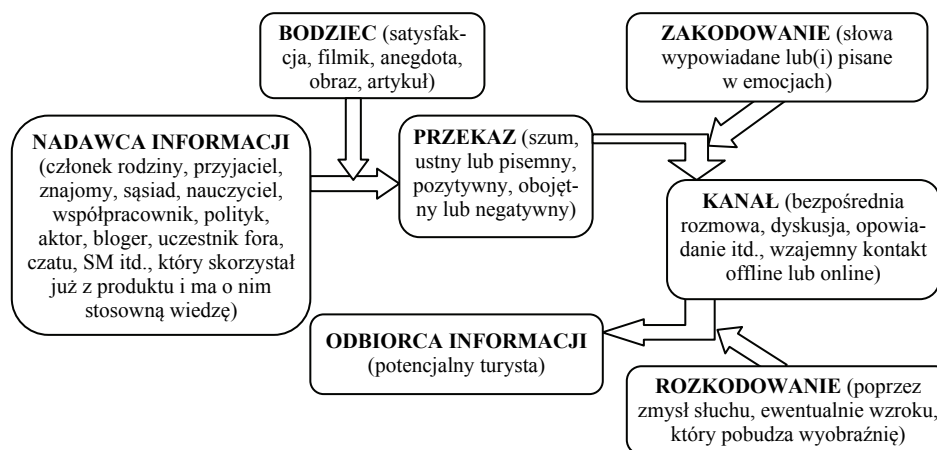 BODZIEC (satysfak-
cja, filmik, anegdota,
obraz, artykuł)
ZAKODOWANIE (słowa
wypowiadane lub(i) pisane
w emocjach)
NADAWCA INFORMACJI
(członek rodziny, przyjaciel,
znajomy, sąsiad, nauczyciel,
współpracownik, polityk,
aktor, bloger, uczestnik fora,
czatu, SM itd., który skorzystał
już z produktu i ma o nim
stosowną wiedzę)
PRZEKAZ (szum,
ustny lub pisemny,
pozytywny, obojęt-
ny lub negatywny)
KANAŁ (bezpośrednia
rozmowa, dyskusja, opowia-
danie itd., wzajemny kontakt
offline lub online)
ODBIORCA INFORMACJI
(potencjalny turysta)
ROZKODOWANIE (poprzez
zmysł słuchu, ewentualnie wzroku,
który pobudza wyobraźnię)